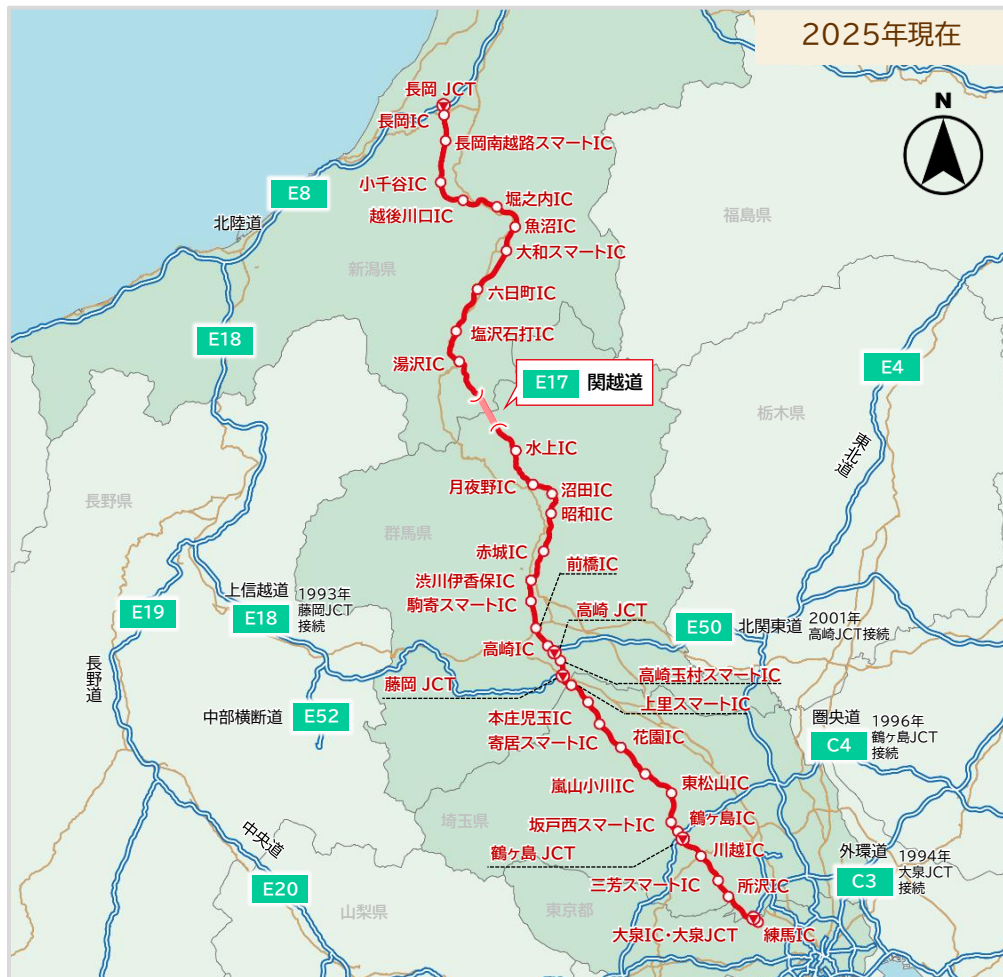 2025年現在
N
長岡 JCT
長岡IC
長岡南越路スマートIC
小千谷IC
堀之内IC
越後川口IC
魚沼IC
大和スマートIC
六日町IC
塩沢石打IC
湯沢IC
E17 関越道
水上IC
月夜野IC
沼田IC
昭和IC
赤城IC
前橋IC
渋川伊香保IC
駒寄スマートIC
高崎 JCT
高崎IC
高崎玉村スマートIC
藤岡 JCT
上里スマートIC
本庄児玉IC
寄居スマートIC
花園IC
嵐山小川IC
東松山IC
坂戸西スマートIC
鶴ヶ島IC
鶴ヶ島 JCT
川越IC
三芳スマートIC
所沢IC
大泉IC・大泉JCT
練馬IC
E8
北陸道
E18
新潟県
福島県
E4
栃木県
東北道
長野県
群馬県
上信越道
E18
1993年
藤岡JCT
接続
E19
長野道
中部横断道
E52
E50
北関東道
2001年
高崎JCT接続
圏央道
C4
1996年
鶴ヶ島JCT
接続
埼玉県
外環道
C3
1994年
大泉JCT
接続
中央道
E20
山梨県
東京都